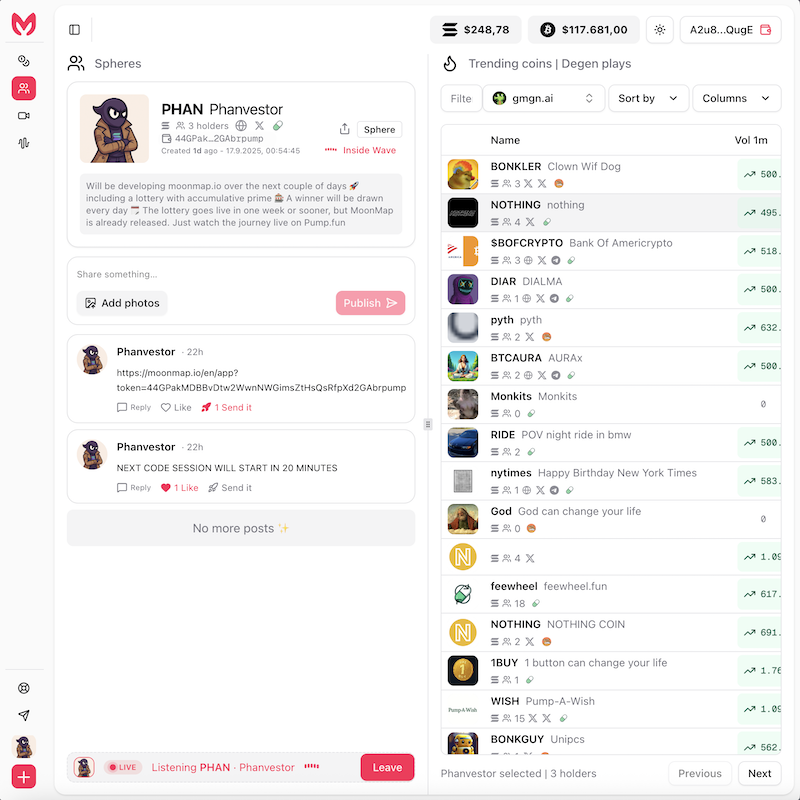 $248,78
$117.681,00
A2u8...QugE
Spheres
PHAN Phanvestor
3 holders
44GPak…2GAbrpump
Created 1d ago - 17.9.2025, 00:54:45
Sphere
Inside Wave
Will be developing moonmap.io over the next couple of days 🚀
including a lottery with accumulative prime 🎰 A winner will be drawn
every day 📆 The lottery goes live in one week or sooner, but MoonMap
is already released. Just watch the journey live on Pump.fun
Share something...
Add photos
Publish
Phanvestor · 22h
https://moonmap.io/en/app?
token=44GPakMDBBvDtw2WwnNWGimsZtHsQsRfpXd2GAbrpump
Reply Like 1 Send it
Phanvestor · 22h
NEXT CODE SESSION WILL START IN 20 MINUTES
Reply 1 Like Send it
No more posts ✨
LIVE Listening PHAN - Phanvestor
Leave
Trending coins | Degen plays
Filte
gmgn.ai
Sort by
Columns
Name Vol 1m
BONKLER Clown Wif Dog
3
500.
NOTHING nothing
4
495.
$BOFCRYPTO Bank Of Americrypto
3
518.
DIAR DIALMA
1
500.
pyth pyth
2
632.
BTCAURA AURAx
2
500.
Monkits Monkits
0
0
RIDE POV night ride in bmw
2
500.
nytimes Happy Birthday New York Times
1
583.
God God can change your life
0
0
4
1.09
feewheel feewheel.fun
18
617.
NOTHING NOTHING COIN
2
691.
1BUY 1 button can change your life
1
1.76
Pump A Wish
WISH Pump-A-Wish
15
1.09
BONKGUY Unipcs
562.
Phanvestor selected | 3 holders
Previous
Next